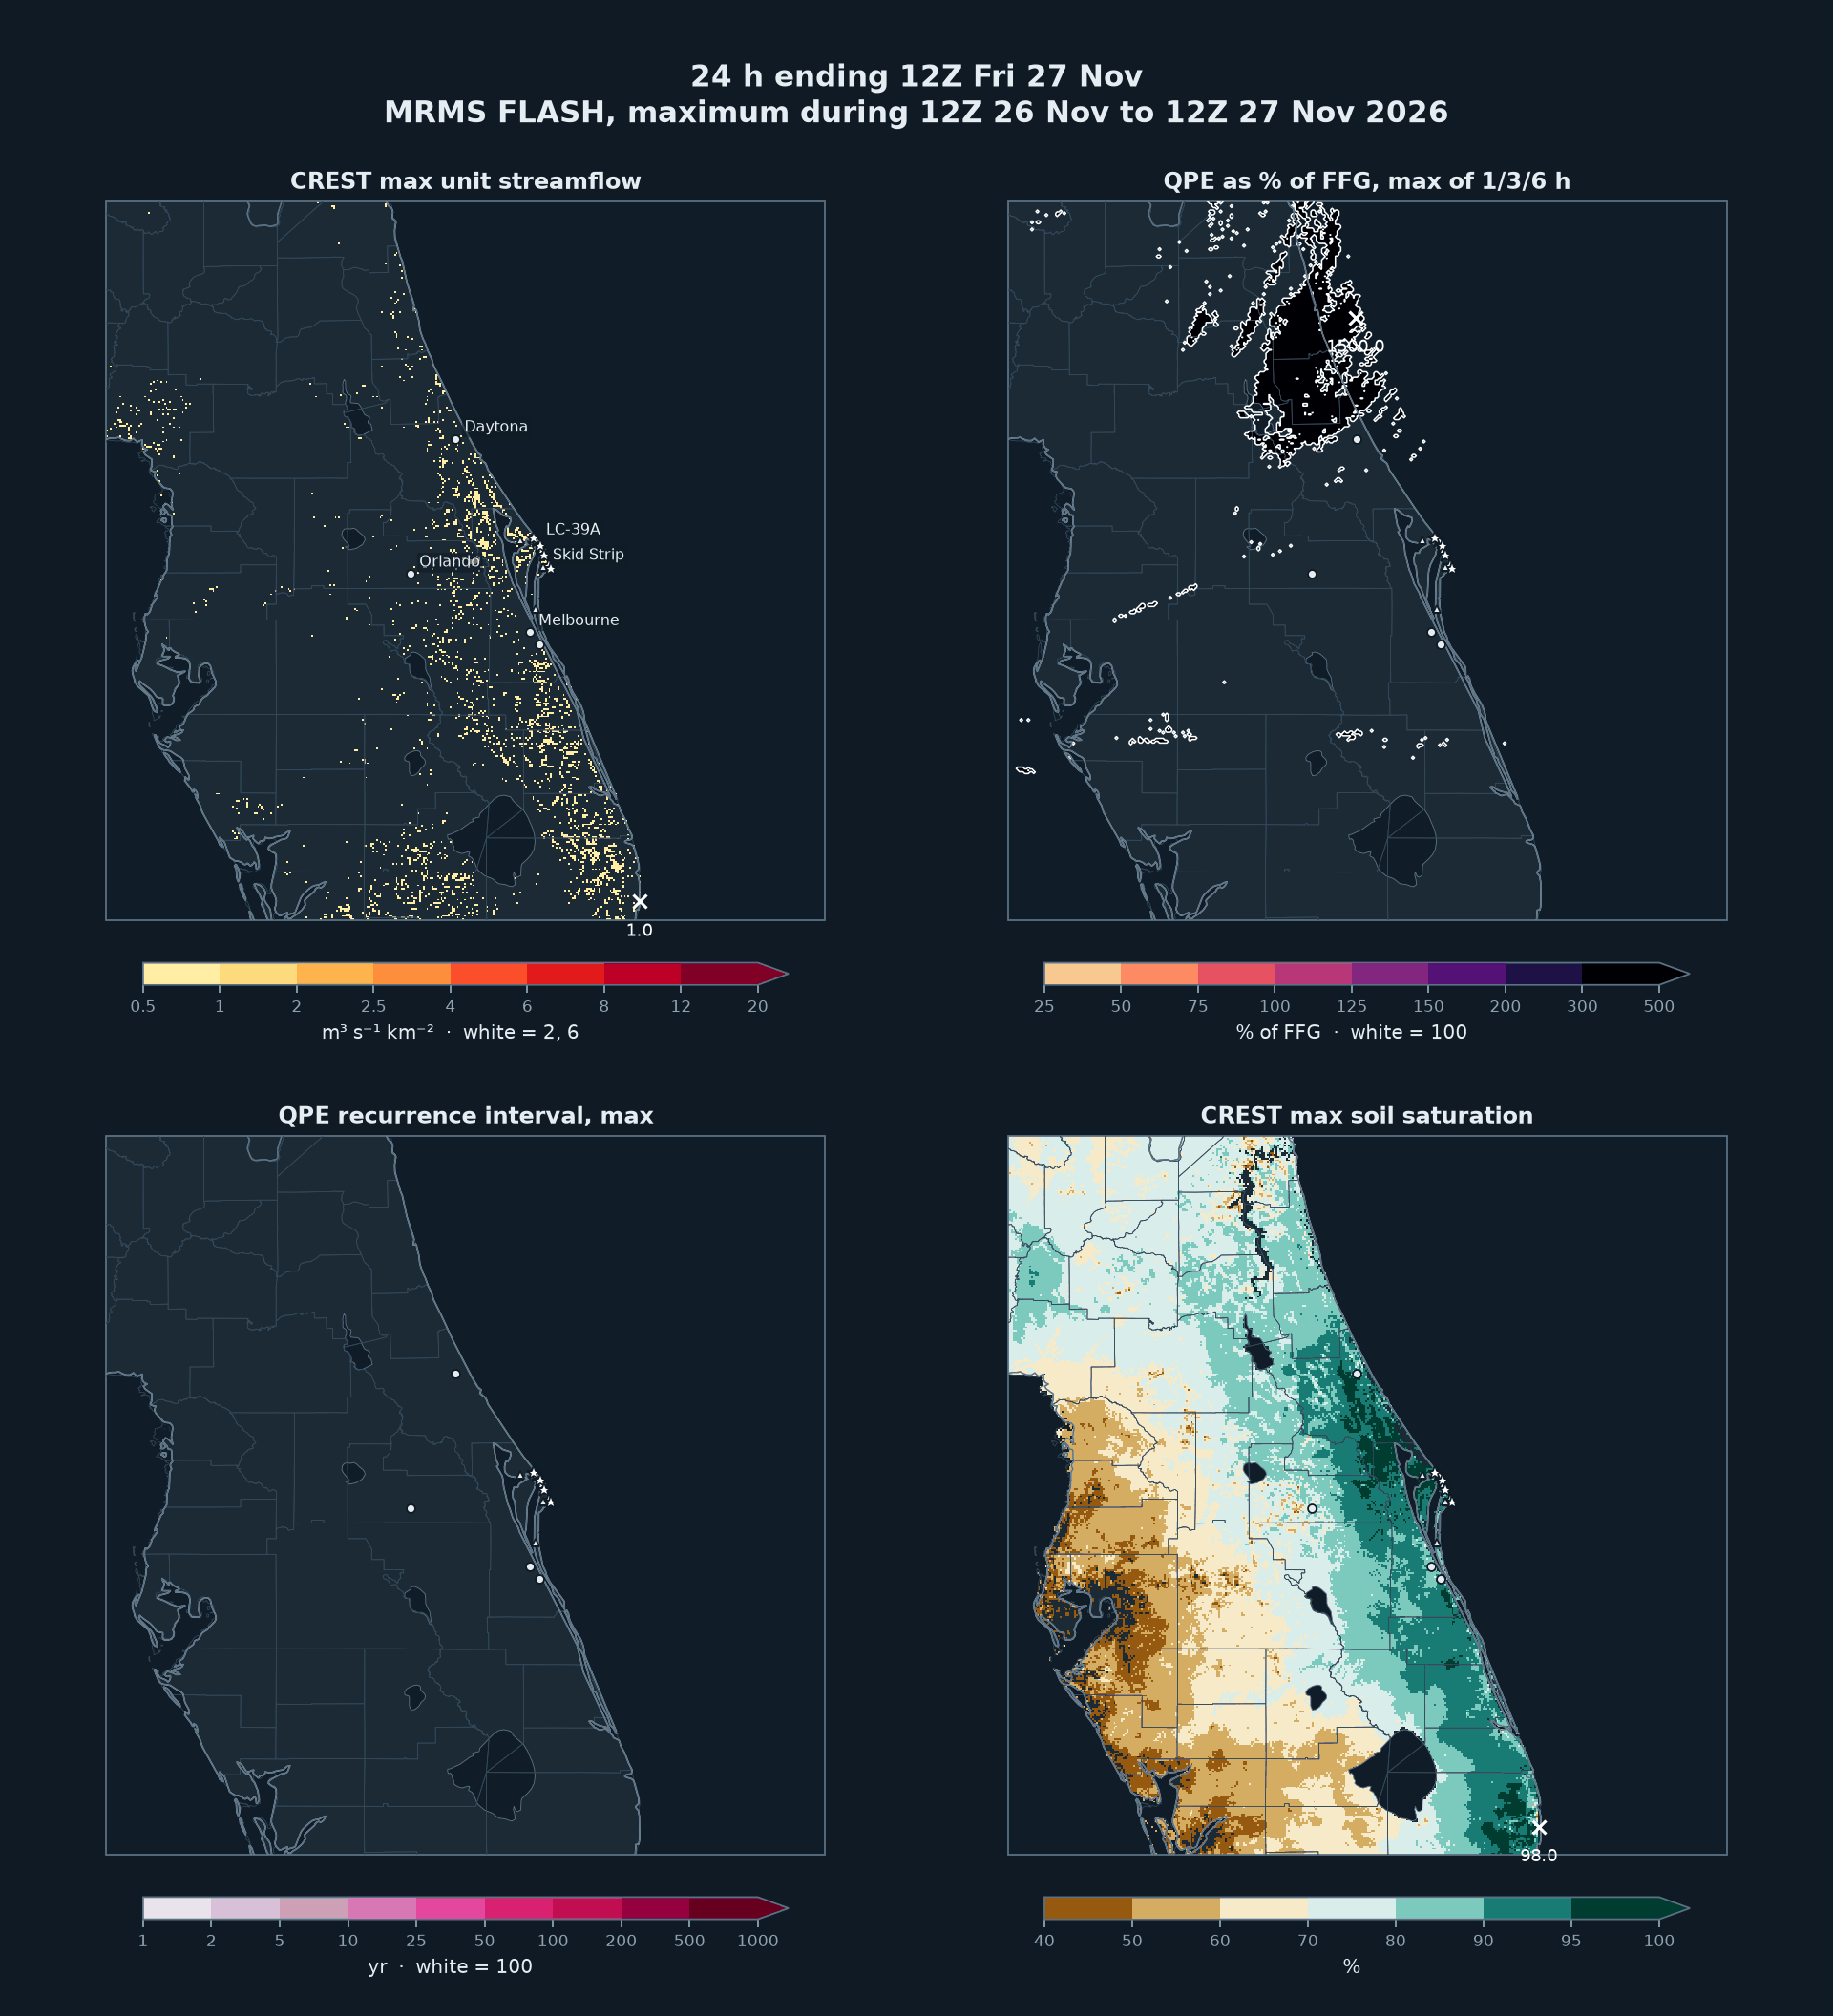 24 h ending 12Z Fri 27 Nov
MRMS FLASH, maximum during 12Z 26 Nov to 12Z 27 Nov 2026
CREST max unit streamflow
Daytona
LC-39A
Skid Strip
Orlando
Melbourne
1.0
0.5 1 2 2.5 4 6 8 12 20
m³ s⁻¹ km⁻² · white = 2, 6
QPE as % of FFG, max of 1/3/6 h
1500.0
25 50 75 100 125 150 200 300 500
% of FFG · white = 100
QPE recurrence interval, max
1 2 5 10 25 50 100 200 500 1000
yr · white = 100
CREST max soil saturation
98.0
40 50 60 70 80 90 95 100
%